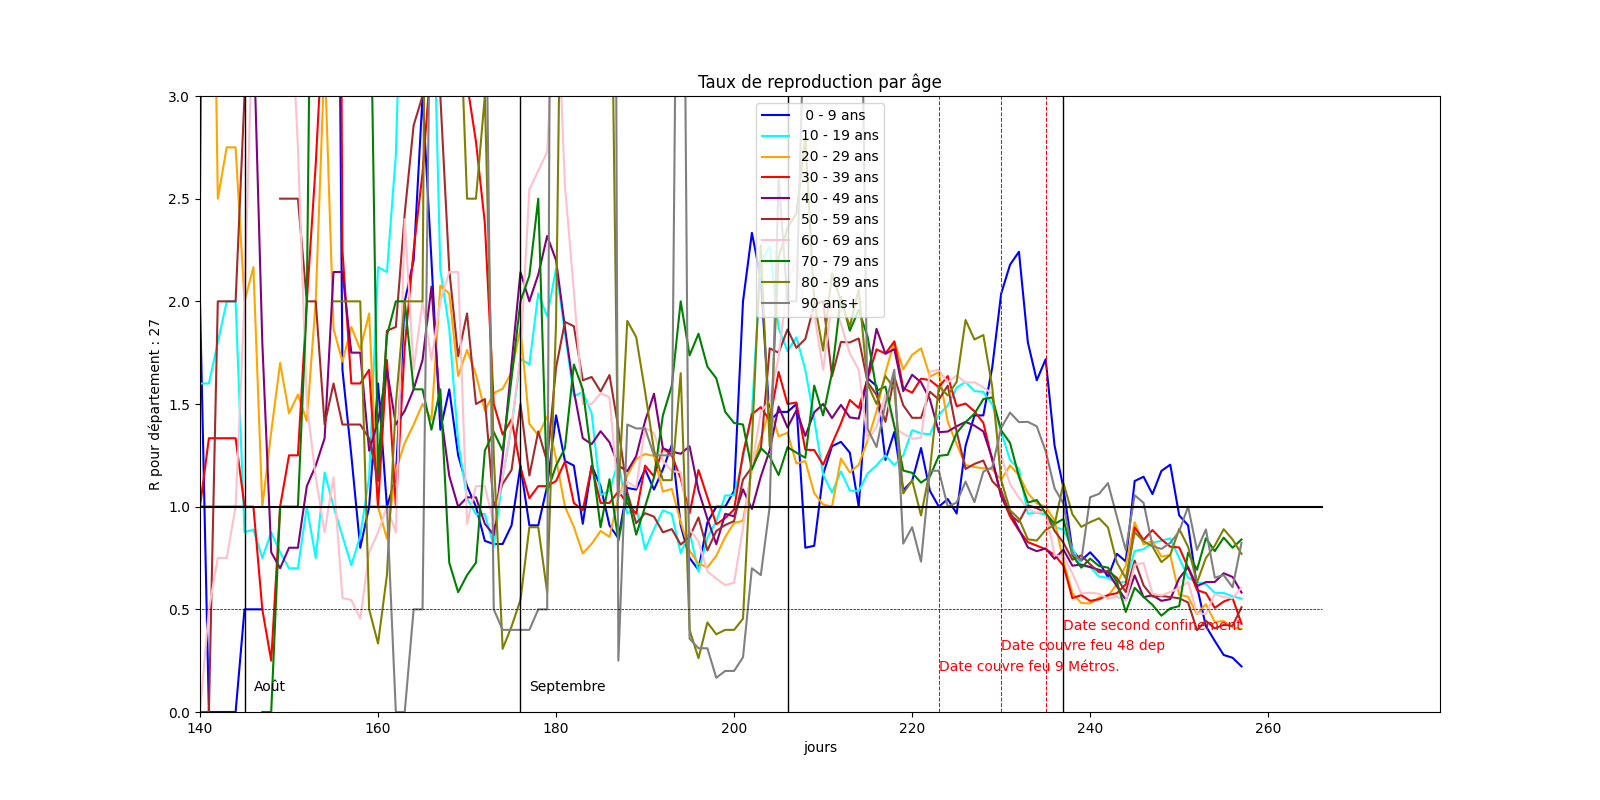 Taux de reproduction par âge
R pour département : 27
3.0
2.5
2.0
1.5
1.0
0.5
0.0
0 - 9 ans
10 - 19 ans
20 - 29 ans
30 - 39 ans
40 - 49 ans
50 - 59 ans
60 - 69 ans
70 - 79 ans
80 - 89 ans
90 ans+
Date second confinement
Date couvre feu 48 dep
Date couvre feu 9 Métros.
Août
Septembre
140
160
180
200
220
240
260
jours